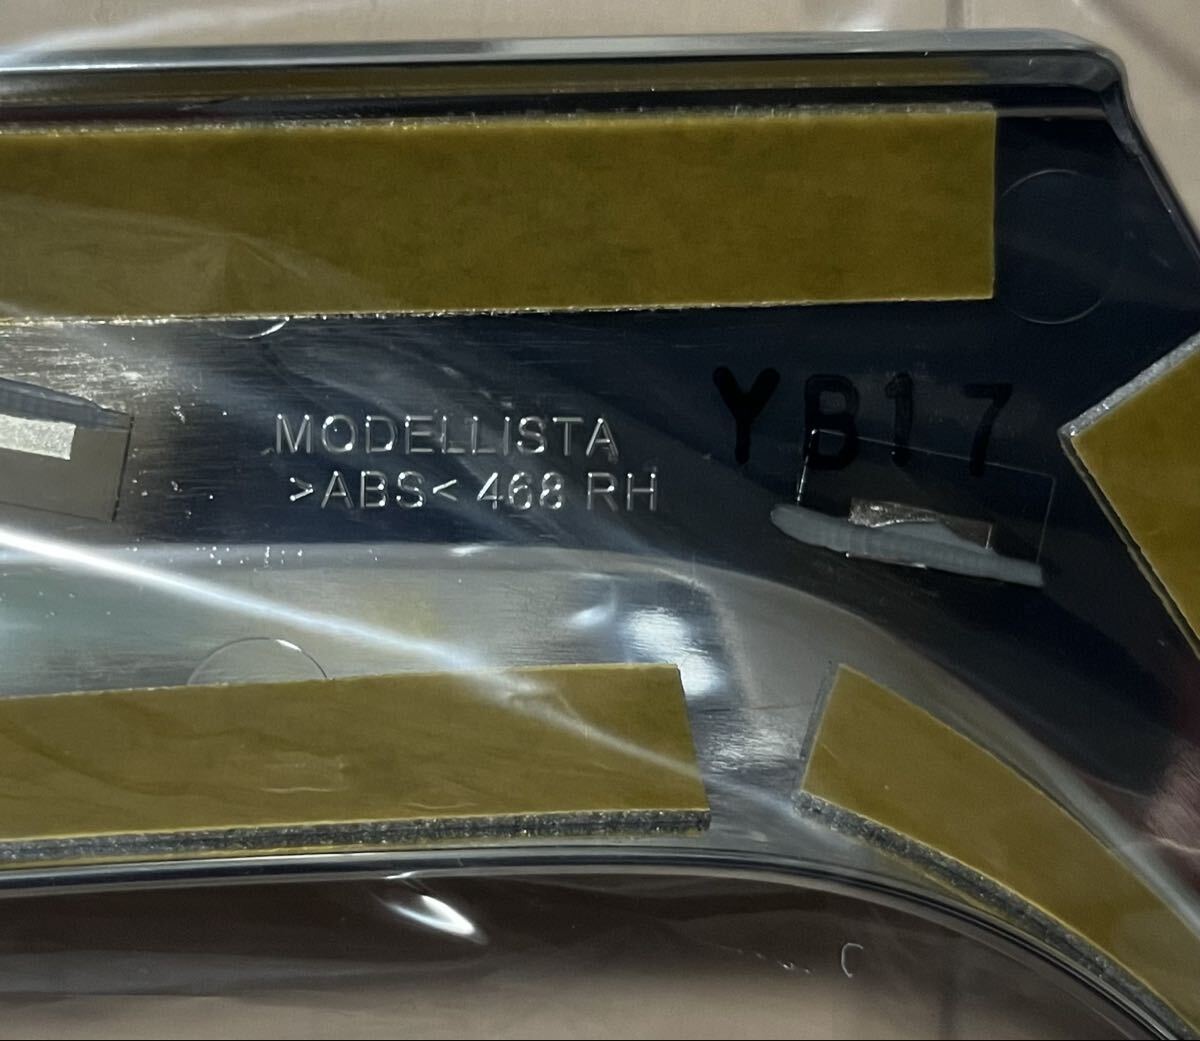 MODELLISTA
>ABS< 468 RH
YB17